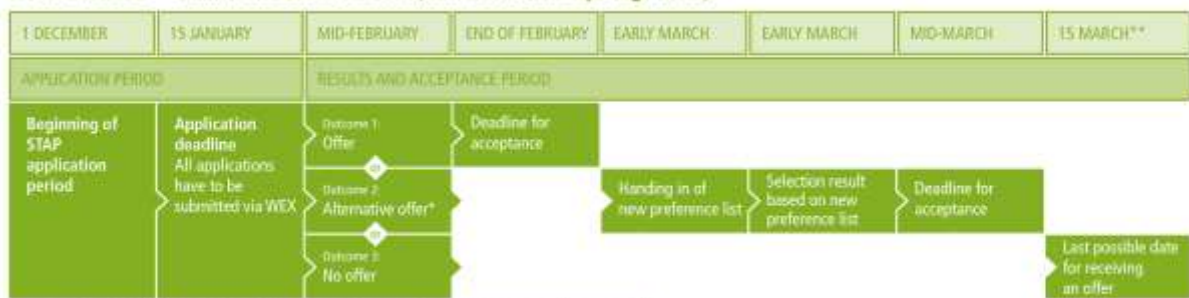 1 DECEMBER
15 JANUARY
MID-FEBRUARY
END OF FEBRUARY
EARLY MARCH
EARLY MARCH
MID-MARCH
15 MARCH**
APPLICATION PERIOD
RESULTS AND ACCEPTANCE PERIOD
Beginning of
STAP
application
period
Application
deadline
All applications
have to be
submitted via WEX
Outcome 1:
Offer
or
Outcome 2:
Alternative offer*
or
Outcome 3:
No offer
Deadline for
acceptance
Handing in of
new preference list
Selection result
based on new
preference list
Deadline for
acceptance
Last possible date
for receiving
an offer